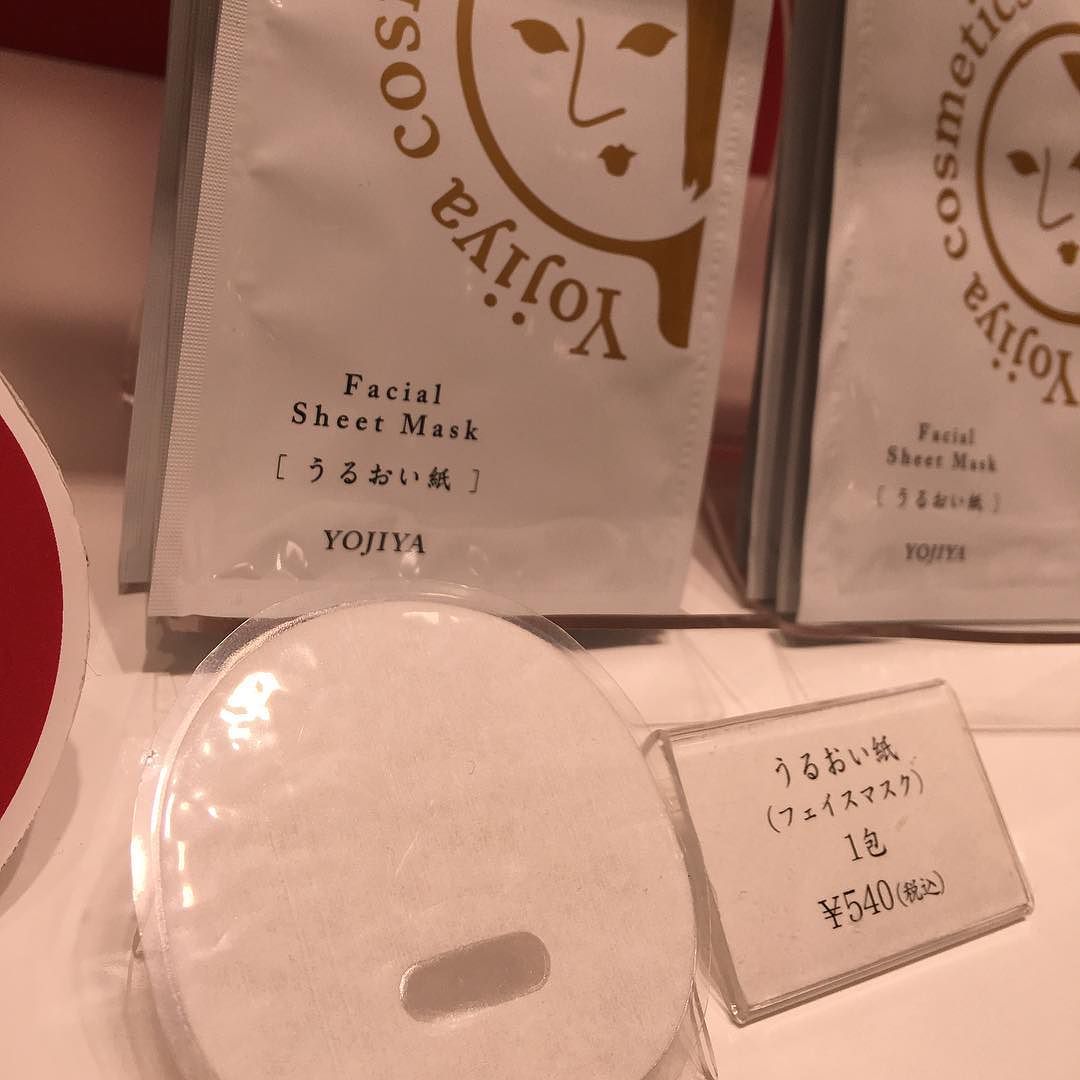 Yojiya cosm
Facial
Sheet Mask
[ うるおい紙 ]
YOJIYA
Yojiya cosmetics
Facial
Sheet Mask
[ うるおい紙 ]
YOJIYA
うるおい紙
(フェイスマスク)
1包
¥540(税込)